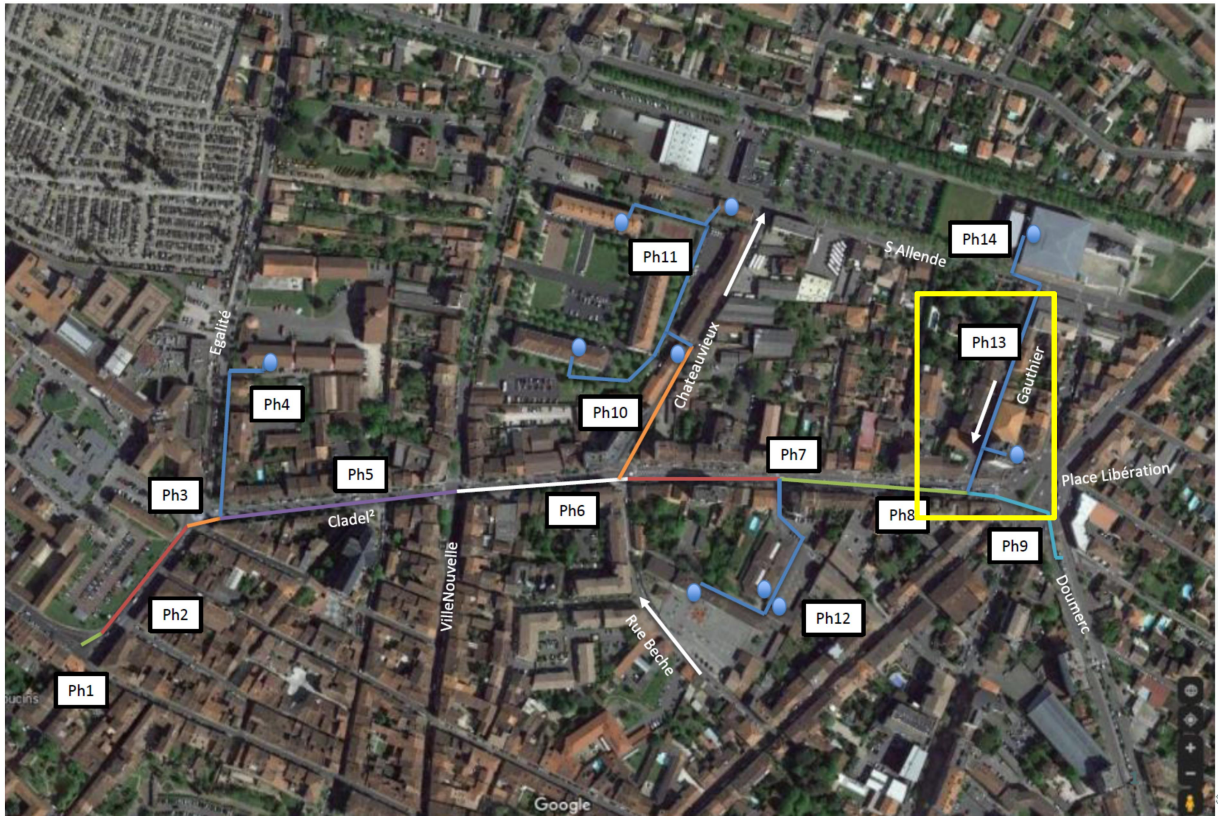 Ph14
S Allende
Ph11
Egalité
Ph13
Gauthier
Chateauvieux
Ph4
Ph10
Ph7
Ph5
Place Libération
Ph3
Cladel²
Ph6
Ph8
Ph9
VilleNouvelle
Doumerc
Ph2
Ph12
Rue Beche
Ph1
oucins
Google